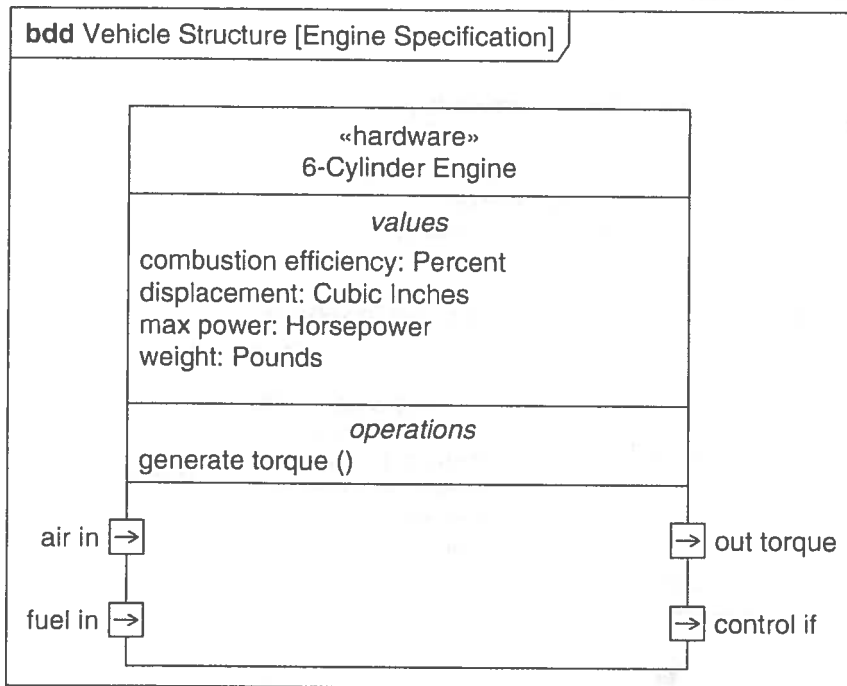 bdd Vehicle Structure [Engine Specification]
«hardware»
6-Cylinder Engine
values
combustion efficiency: Percent
displacement: Cubic Inches
max power: Horsepower
weight: Pounds
operations
generate torque ()
air in
out torque
fuel in
control if